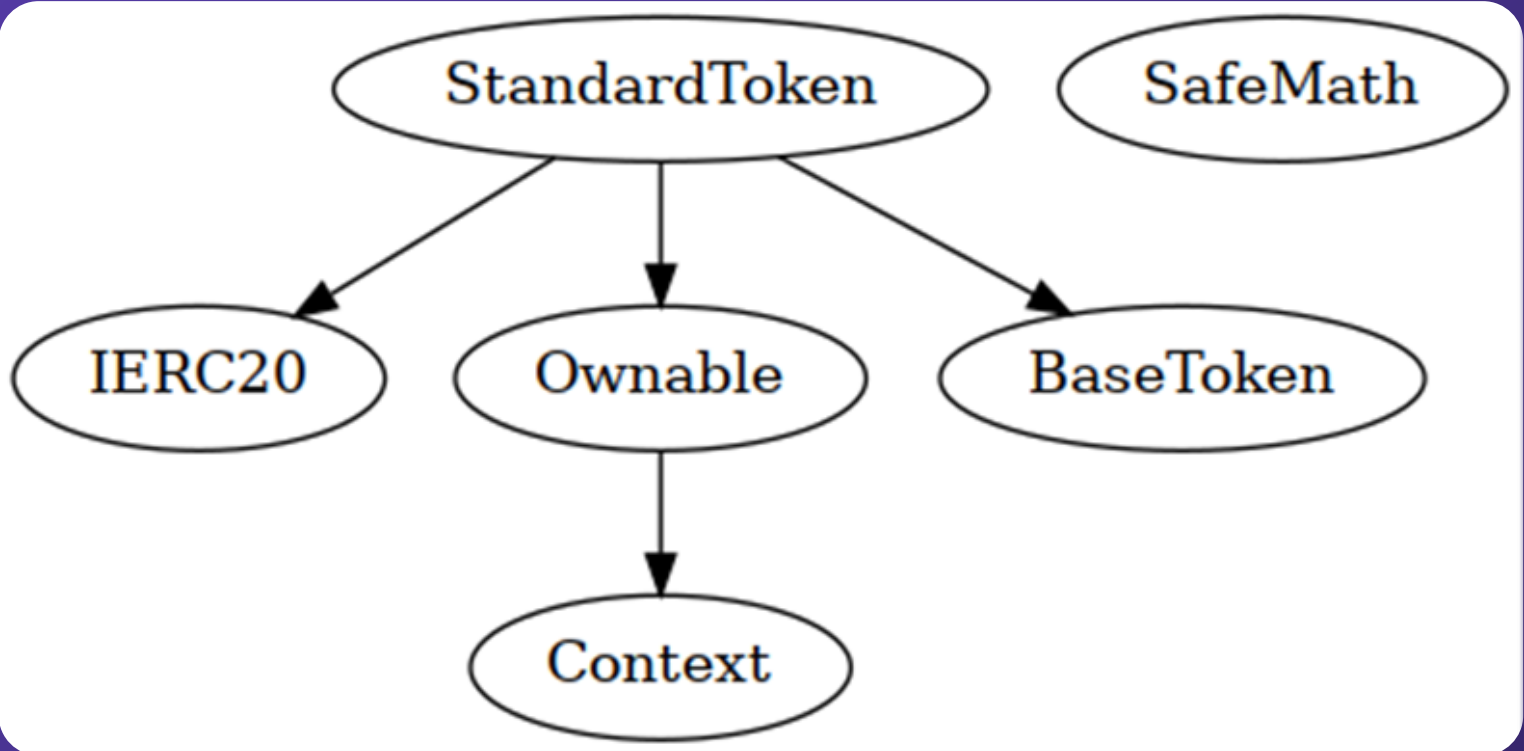 StandardToken
SafeMath
IERC20
Ownable
BaseToken
Context